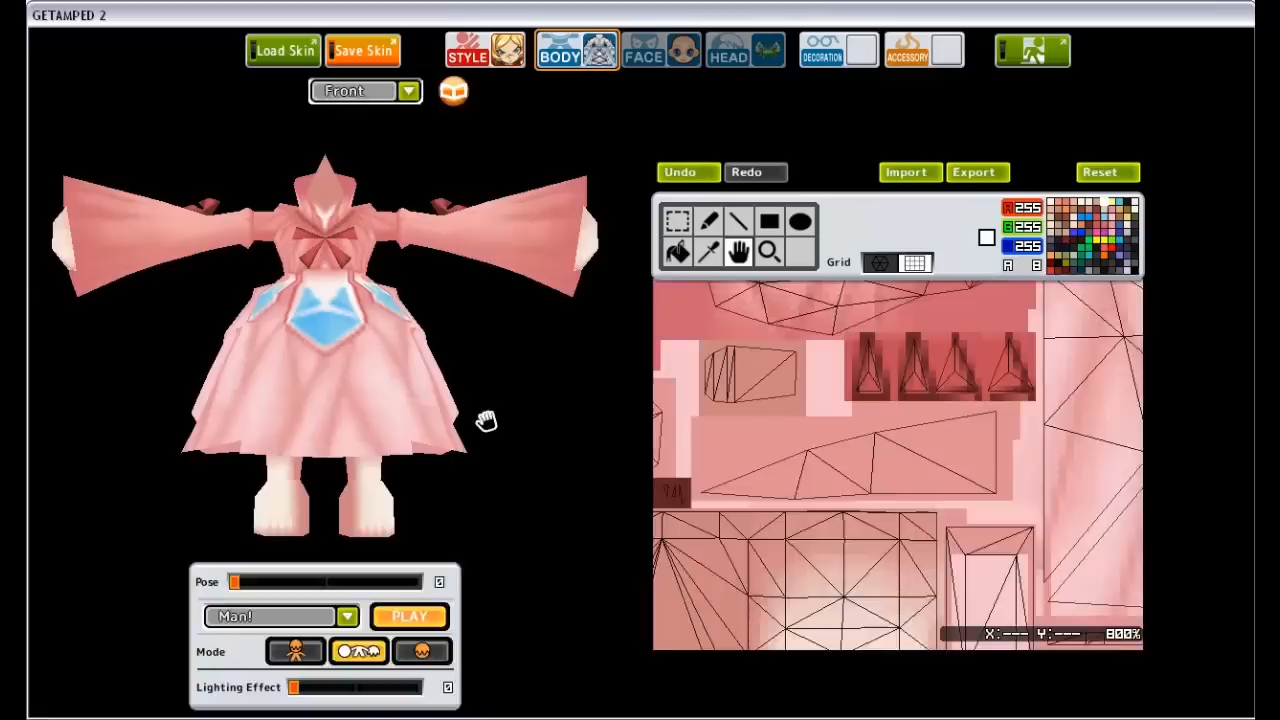 GETAMPED 2
Load Skin
Save Skin
STYLE
BODY
FACE
HEAD
DECORATION
ACCESSORY
Front
Undo
Redo
Import
Export
Reset
R 255
G 255
255
A B
Grid
Pose
S
Man!
PLAY
Mode
Lighting Effect
S
X:--- Y:--- 800%